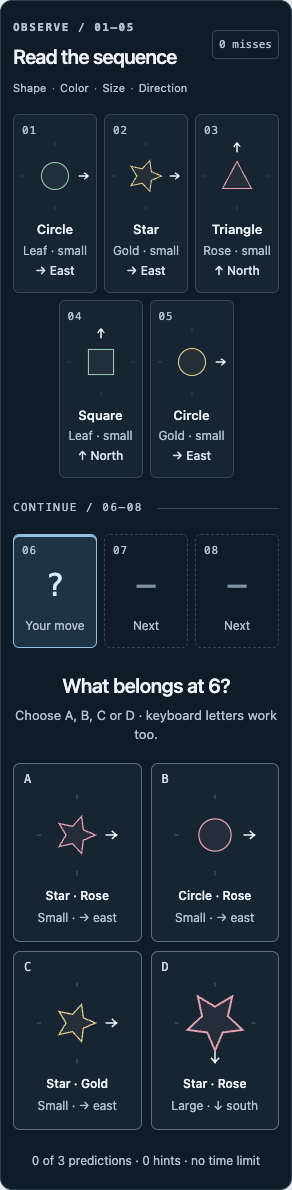 OBSERVE / 01–05
Read the sequence
0 misses
Shape · Color · Size · Direction
01
Circle
Leaf · small
→ East
02
Star
Gold · small
→ East
03
Triangle
Rose · small
↑ North
04
Square
Leaf · small
↑ North
05
Circle
Gold · small
→ East
CONTINUE / 06–08
06
?
Your move
07
—
Next
08
—
Next
What belongs at 6?
Choose A, B, C or D · keyboard letters work
too.
A
Star · Rose
Small · → east
B
Circle · Rose
Small · → east
C
Star · Gold
Small · → east
D
Star · Rose
Large · ↓ south
0 of 3 predictions · 0 hints · no time limit